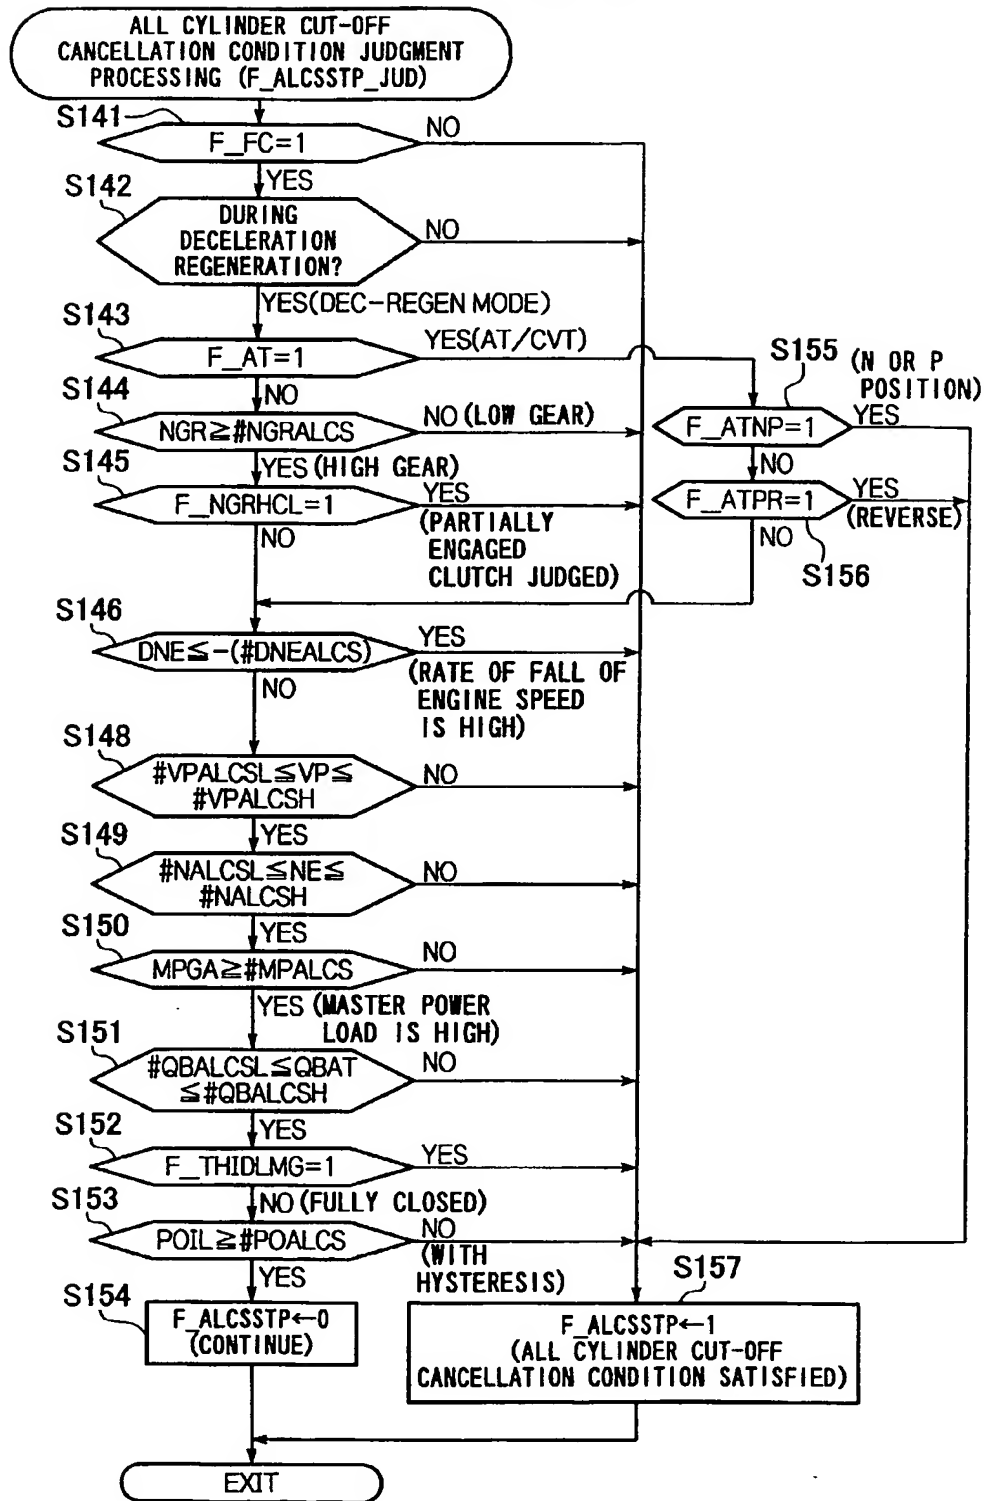 ALL CYLINDER CUT-OFF
CANCELLATION CONDITION JUDGMENT
PROCESSING (F_ALCSSTP_JUD)
S141
F_FC=1
NO
YES
S142
DURING
DECELERATION
REGENERATION?
NO
YES(DEC-REGEN MODE)
S143
F_AT=1
YES(AT/CVT)
NO
S155
(N OR P
POSITION)
F_ATNP=1
YES
NO
S144
NGR≧#NGRALCS
NO (LOW GEAR)
YES (HIGH GEAR)
S145
F_NGRHCL=1
YES
(PARTIALLY
ENGAGED
CLUTCH JUDGED)
NO
F_ATPR=1
YES
(REVERSE)
NO
S156
S146
DNE≦-(#DNEALCS)
YES
(RATE OF FALL OF
ENGINE SPEED
IS HIGH)
NO
S148
#VPALCSL≦VP≦
#VPALCSH
NO
YES
S149
#NALCSL≦NE≦
#NALCSH
NO
YES
S150
MPGA≧#MPALCS
NO
YES (MASTER POWER
LOAD IS HIGH)
S151
#QBALCSL≦QBAT
≦#QBALCSH
NO
YES
S152
F_THIDLMG=1
YES
NO (FULLY CLOSED)
S153
POIL≧#POALCS
NO
(WITH
HYSTERESIS)
YES
S154
F_ALCSSTP←0
(CONTINUE)
S157
F_ALCSSTP←1
(ALL CYLINDER CUT-OFF
CANCELLATION CONDITION SATISFIED)
EXIT